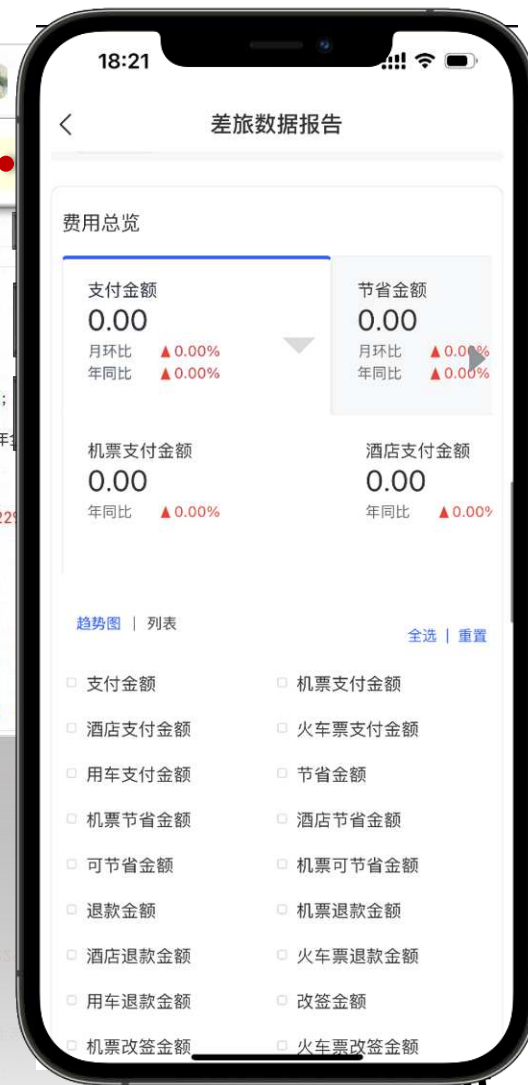 18:21
差旅数据报告
费用总览
支付金额 节省金额
0.00 0.00
月环比 ▲0.00% 月环比 ▲0.00%
年同比 ▲0.00% 年同比 ▲0.00%
机票支付金额 酒店支付金额
0.00 0.00
年同比 ▲0.00% 年同比 ▲0.00%
趋势图 | 列表 全选 | 重置
支付金额 机票支付金额
酒店支付金额 火车票支付金额
用车支付金额 节省金额
机票节省金额 酒店节省金额
可节省金额 机票可节省金额
退款金额 机票退款金额
酒店退款金额 火车票退款金额
用车退款金额 改签金额
机票改签金额 火车票改签金额